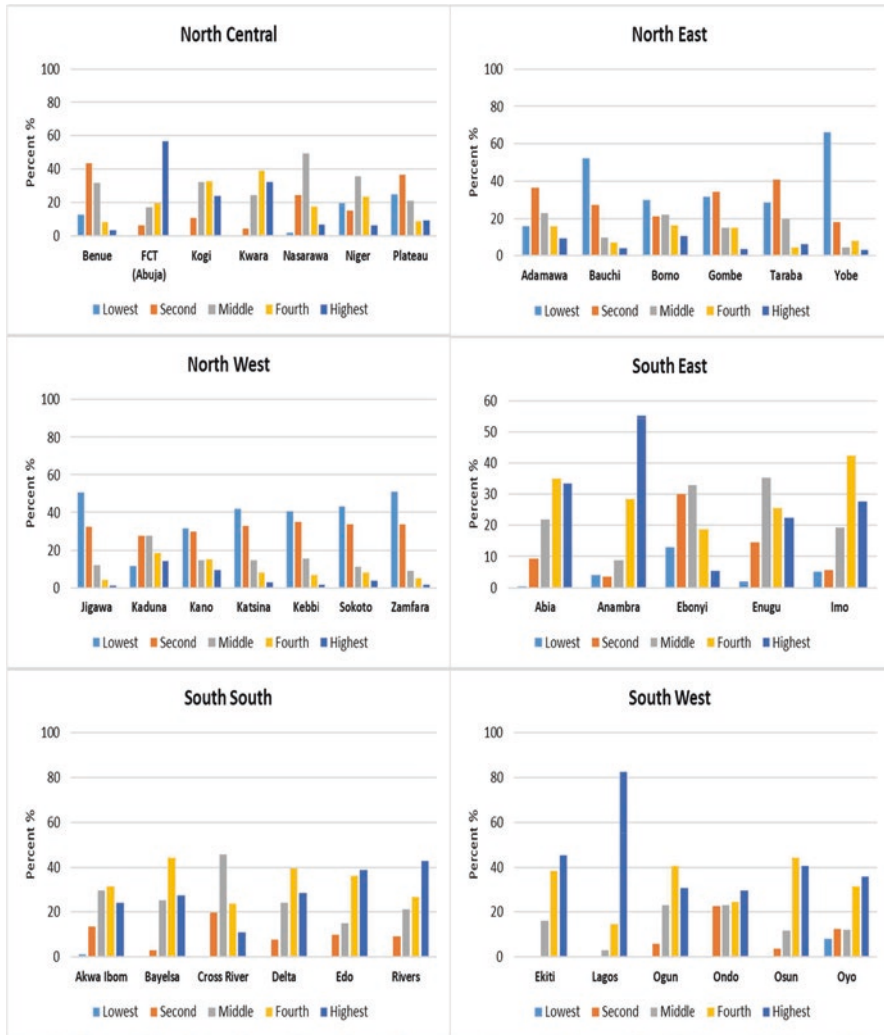 North Central
Percent %
100
80
60
40
20
0
Benue FCT (Abuja) Kogi Kwara Nasarawa Niger Plateau
Lowest Second Middle Fourth Highest
North East
Percent %
100
80
60
40
20
0
Adamawa Bauchi Borno Gombe Taraba Yobe
Lowest Second Middle Fourth Highest
North West
Percent %
100
80
60
40
20
0
Jigawa Kaduna Kano Katsina Kebbi Sokoto Zamfara
Lowest Second Middle Fourth Highest
South East
Percent %
60
50
40
30
20
10
0
Abia Anambra Ebonyi Enugu Imo
Lowest Second Middle Fourth Highest
South South
Percent %
100
80
60
40
20
0
Akwa Ibom Bayelsa Cross River Delta Edo Rivers
Lowest Second Middle Fourth Highest
South West
Percent %
100
80
60
40
20
0
Ekiti Lagos Ogun Ondo Osun Oyo
Lowest Second Middle Fourth Highest